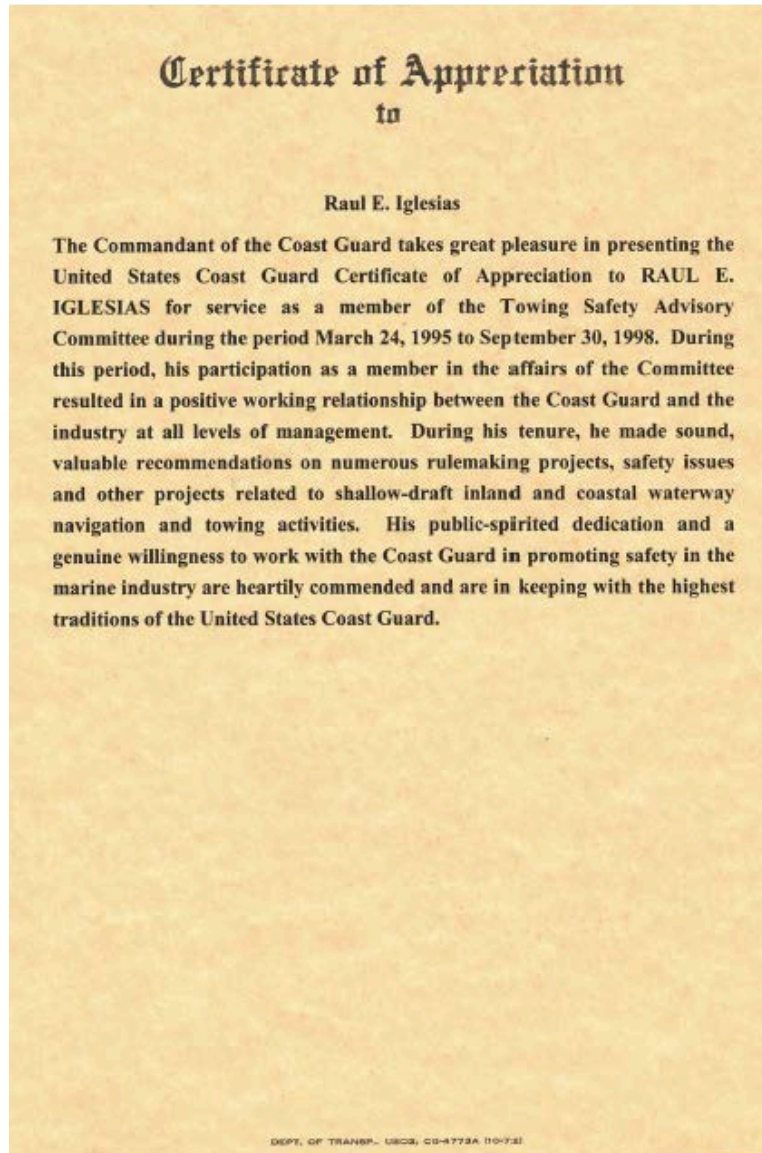 Certificate of Appreciation
to
Raul E. Iglesias
The Commandant of the Coast Guard takes great pleasure in presenting the
United States Coast Guard Certificate of Appreciation to RAUL E.
IGLESIAS for service as a member of the Towing Safety Advisory
Committee during the period March 24, 1995 to September 30, 1998. During
this period, his participation as a member in the affairs of the Committee
resulted in a positive working relationship between the Coast Guard and the
industry at all levels of management. During his tenure, he made sound,
valuable recommendations on numerous rulemaking projects, safety issues
and other projects related to shallow-draft inland and coastal waterway
navigation and towing activities. His public-spirited dedication and a
genuine willingness to work with the Coast Guard in promoting safety in the
marine industry are heartily commended and are in keeping with the highest
traditions of the United States Coast Guard.
DEPT. OF TRANSP., USCG, CG-4773A (10-72)